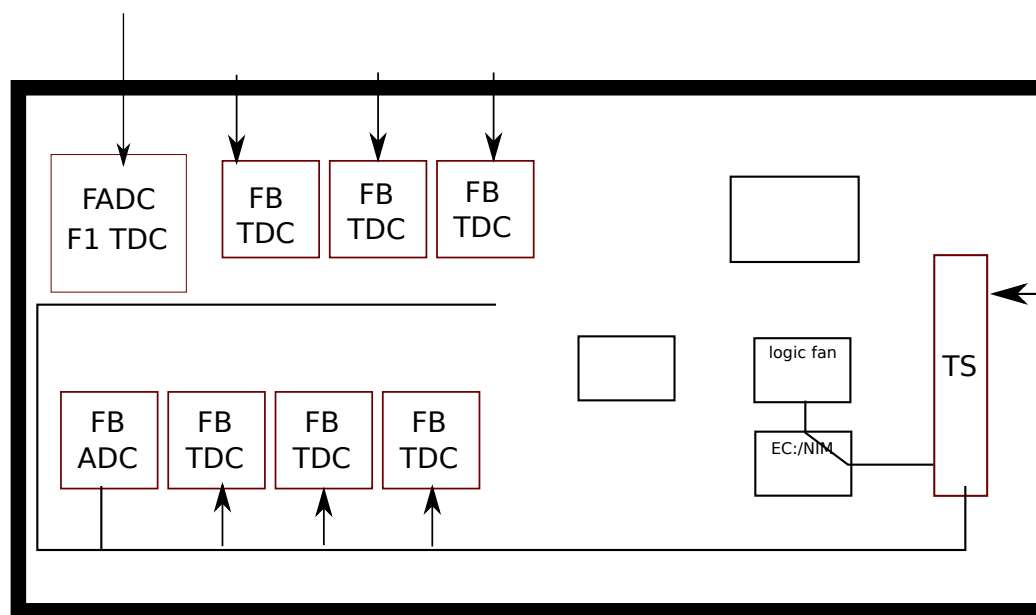 FADC
F1 TDC
FB
TDC
FB
TDC
FB
TDC
logic fan
TS
FB
ADC
FB
TDC
FB
TDC
FB
TDC
EC:/NIM